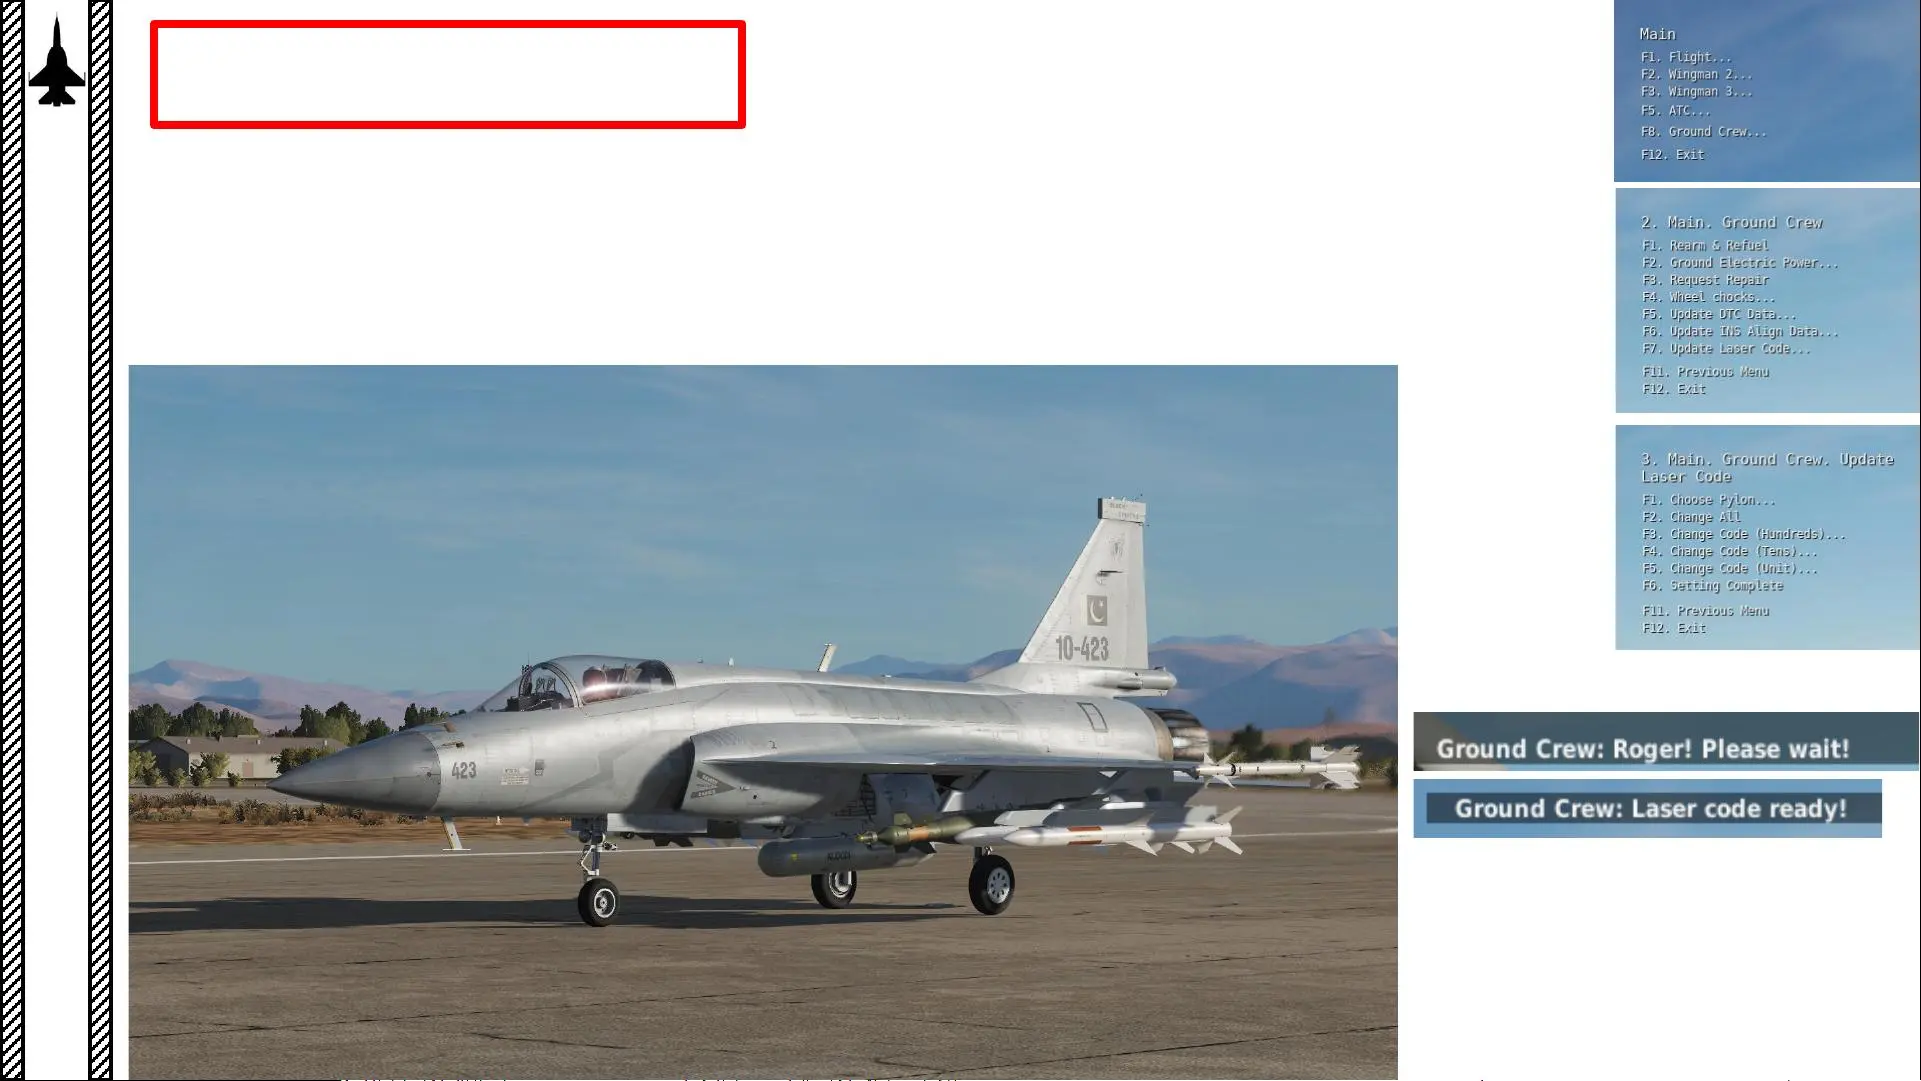 Main
F1. Flight...
F2. Wingman 2...
F3. Wingman 3...
F5. ATC...
F8. Ground Crew...
F12. Exit
2. Main. Ground Crew
F1. Rearm & Refuel
F2. Ground Electric Power...
F3. Request Repair
F4. Wheel chocks...
F5. Update DTC Data...
F6. Update INS Align Data...
F7. Update Laser Code...
F11. Previous Menu
F12. Exit
3. Main. Ground Crew. Update
Laser Code
F1. Choose Pylon...
F2. Change All
F3. Change Code (Hundreds)...
F4. Change Code (Tens)...
F5. Change Code (Unit)...
F6. Setting Complete
F11. Previous Menu
F12. Exit
10-423
423
Ground Crew: Roger! Please wait!
Ground Crew: Laser code ready!